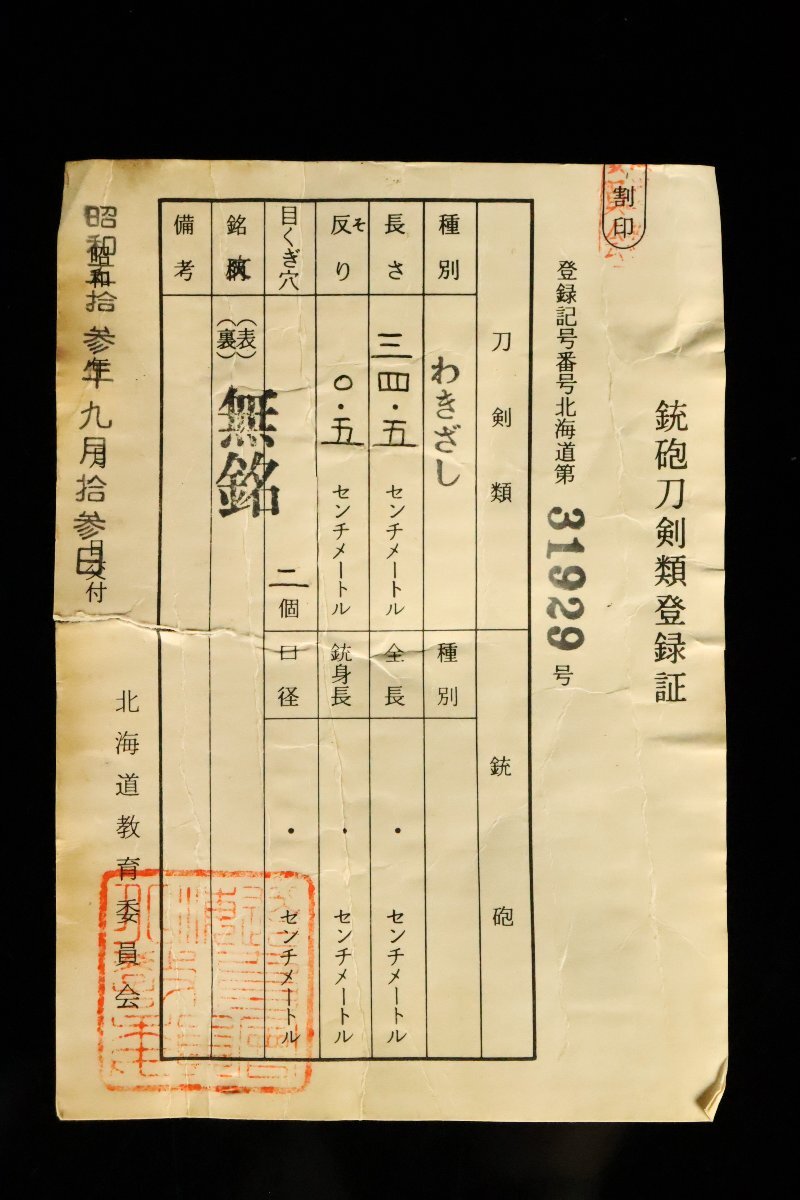 割印
銃砲刀剣類登録証
登録記号番号北海道第 31929 号
刀剣類
種別 わきざし
長さ 三四・五 センチメートル
反り そ 〇・五 センチメートル
目くぎ穴 二個
銘文 (表) (裏) 無銘
備考
銃砲
種別
全長 ・ センチメートル
銃身長 ・ センチメートル
口径 ・ センチメートル
昭和 拾参年九月拾参日交付
北海道教育委員会